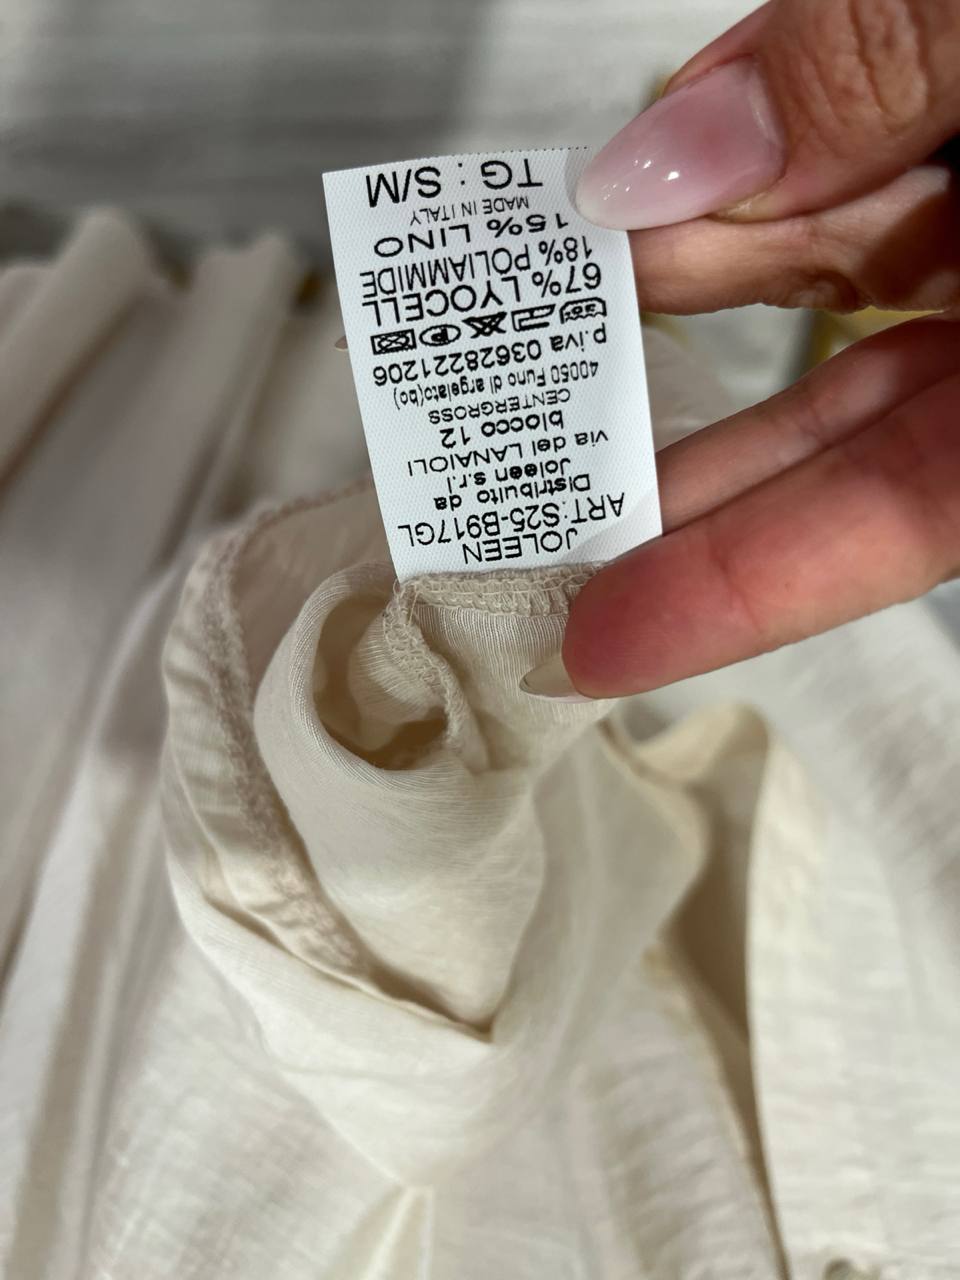 JOLEEN
ART:S25-B917GL
Distribuito da
Joleen s.r.l
via dei LANAIOLI
blocco 12
CENTERGROSS
40050 Funo di argelato(bo)
p.iva 03628221206
67% LYOCELL
18% POLIAMMIDE
15% LINO
MADE IN ITALY
TG : S/M